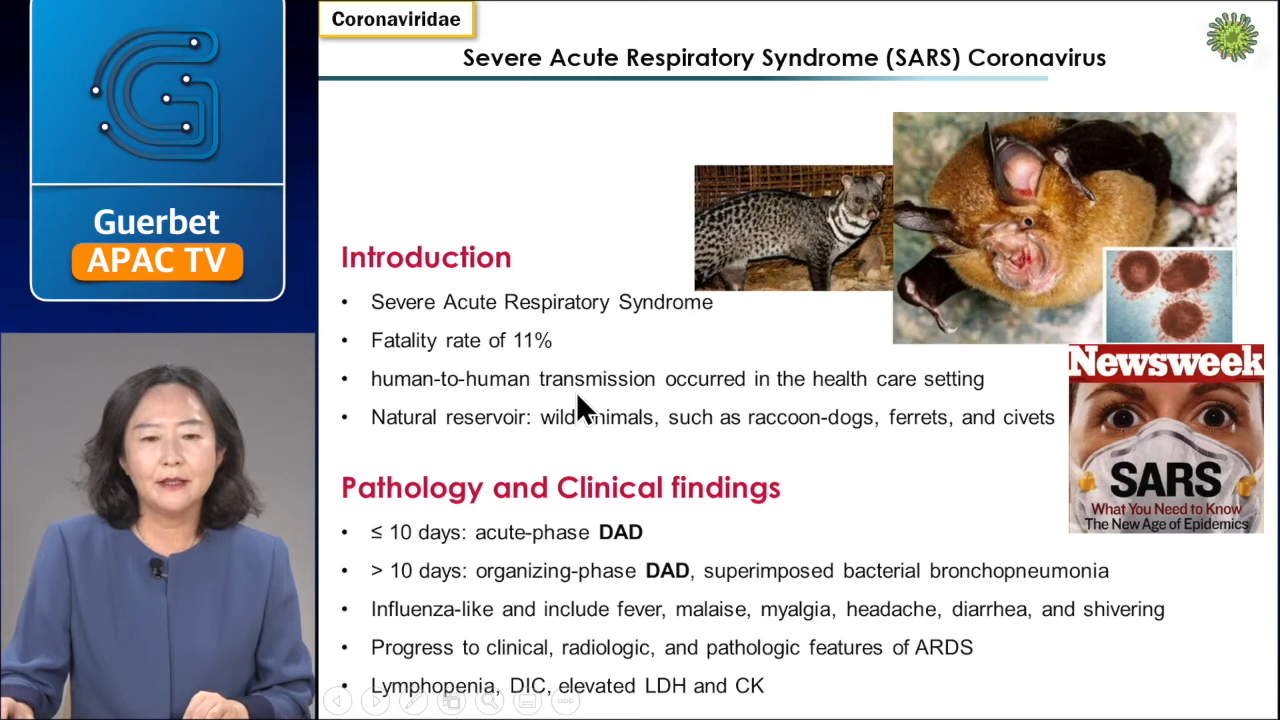 Coronaviridae
Severe Acute Respiratory Syndrome (SARS) Coronavirus
Guerbet
APAC TV
Introduction
• Severe Acute Respiratory Syndrome
• Fatality rate of 11%
• human-to-human transmission occurred in the health care setting
• Natural reservoir: wild animals, such as raccoon-dogs, ferrets, and civets
Newsweek
SARS
What You Need to Know
The New Age of Epidemics
Pathology and Clinical findings
• ≤ 10 days: acute-phase DAD
• > 10 days: organizing-phase DAD, superimposed bacterial bronchopneumonia
• Influenza-like and include fever, malaise, myalgia, headache, diarrhea, and shivering
• Progress to clinical, radiologic, and pathologic features of ARDS
• Lymphopenia, DIC, elevated LDH and CK